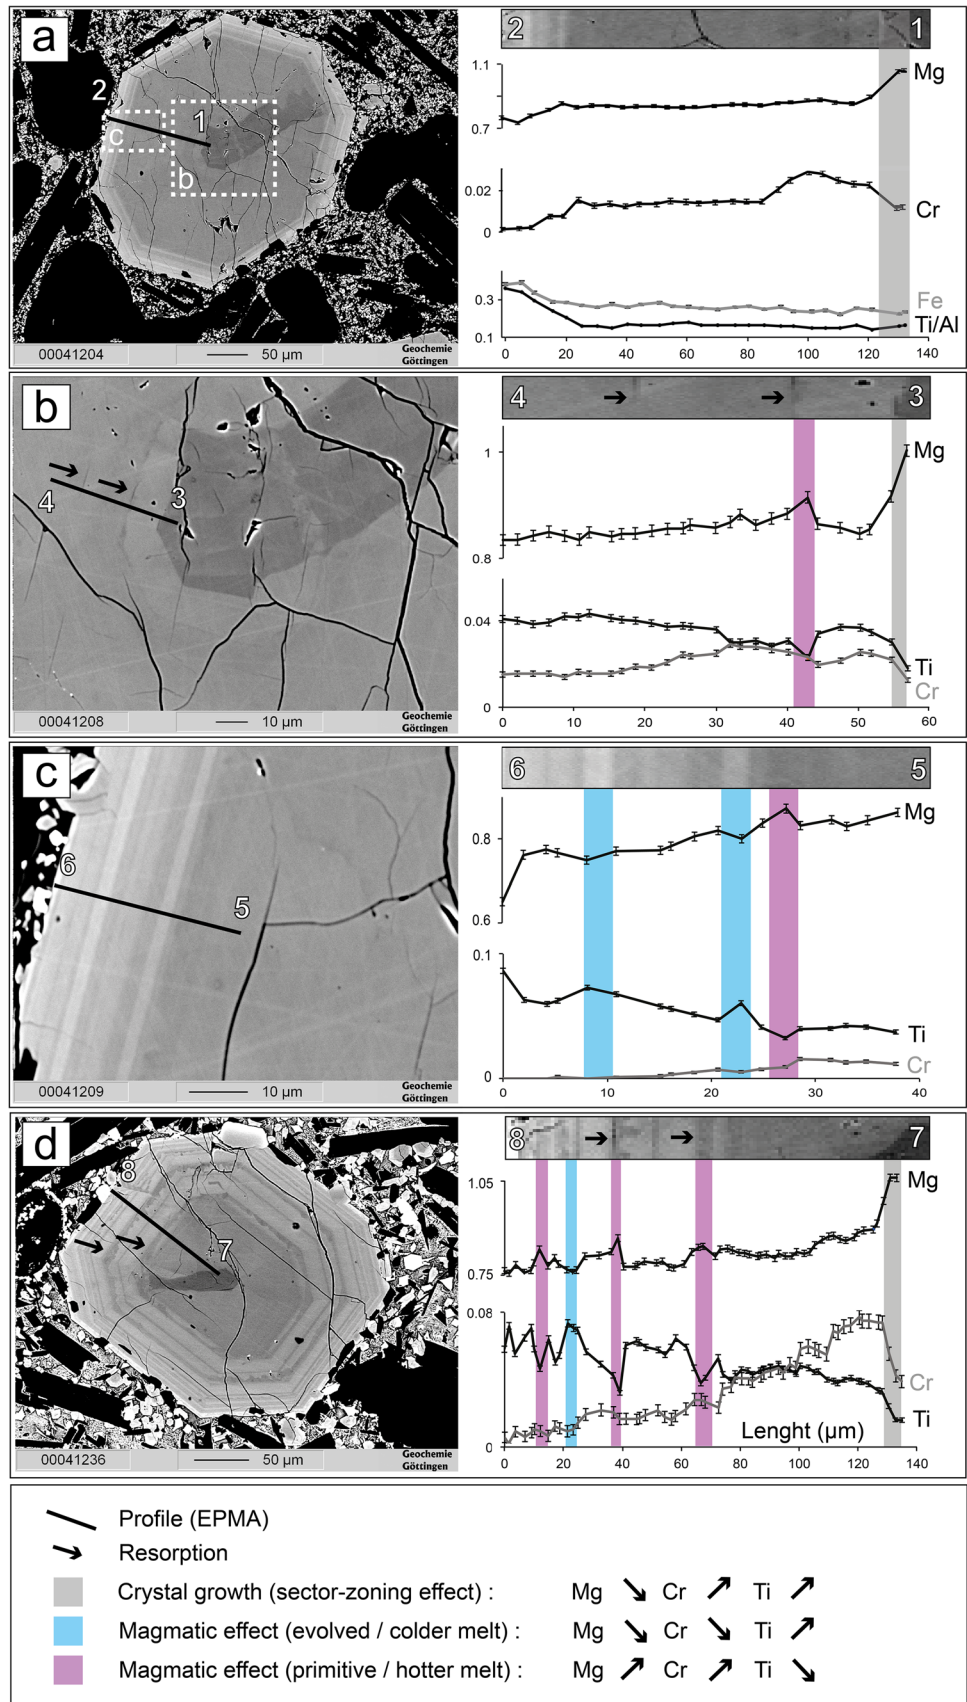 a
2
1
c
b
00041204
50 µm
Geochemie
Göttingen
2
1
1.1
Mg
0.7
0.02
Cr
0
0.3
Fe
Ti/Al
0.1
0 20 40 60 80 100 120 140
b
4
3
00041208
10 µm
Geochemie
Göttingen
4
3
1
Mg
0.8
0.04
Ti
Cr
0
0 10 20 30 40 50 60
c
6
5
00041209
10 µm
Geochemie
Göttingen
6
5
Mg
0.8
0.6
0.1
Ti
Cr
0
0 10 20 30 40
d
8
7
00041236
50 µm
Geochemie
Göttingen
8
7
1.05
Mg
0.75
0.08
Cr
Ti
Lenght (µm)
0
0 20 40 60 80 100 120 140
Profile (EPMA)
Resorption
Crystal growth (sector-zoning effect) : Mg ↘ Cr ↗ Ti ↗
Magmatic effect (evolved / colder melt) : Mg ↘ Cr ↘ Ti ↗
Magmatic effect (primitive / hotter melt) : Mg ↗ Cr ↗ Ti ↘